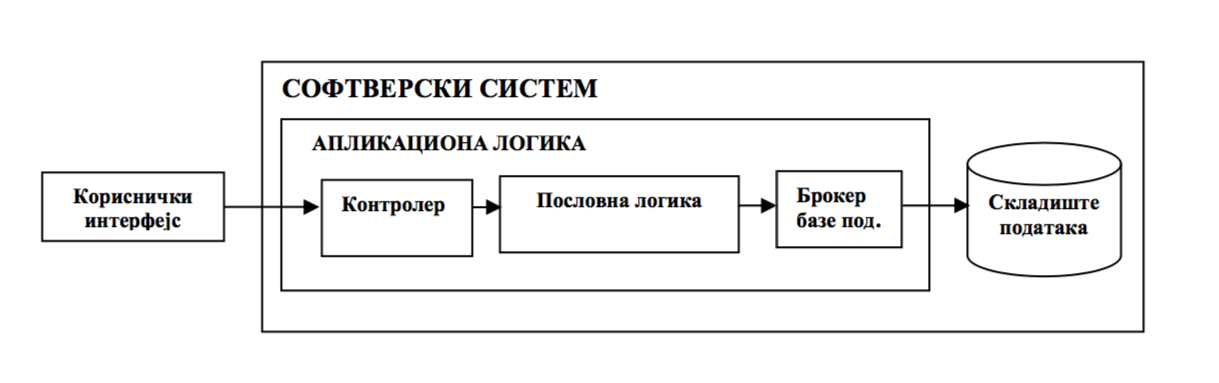 СОФТВЕРСКИ СИСТЕМ
АПЛИКАЦИОНА ЛОГИКА
Кориснички
интерфејс
Контролер
Пословна логика
Брокер
базе под.
Складиште
података